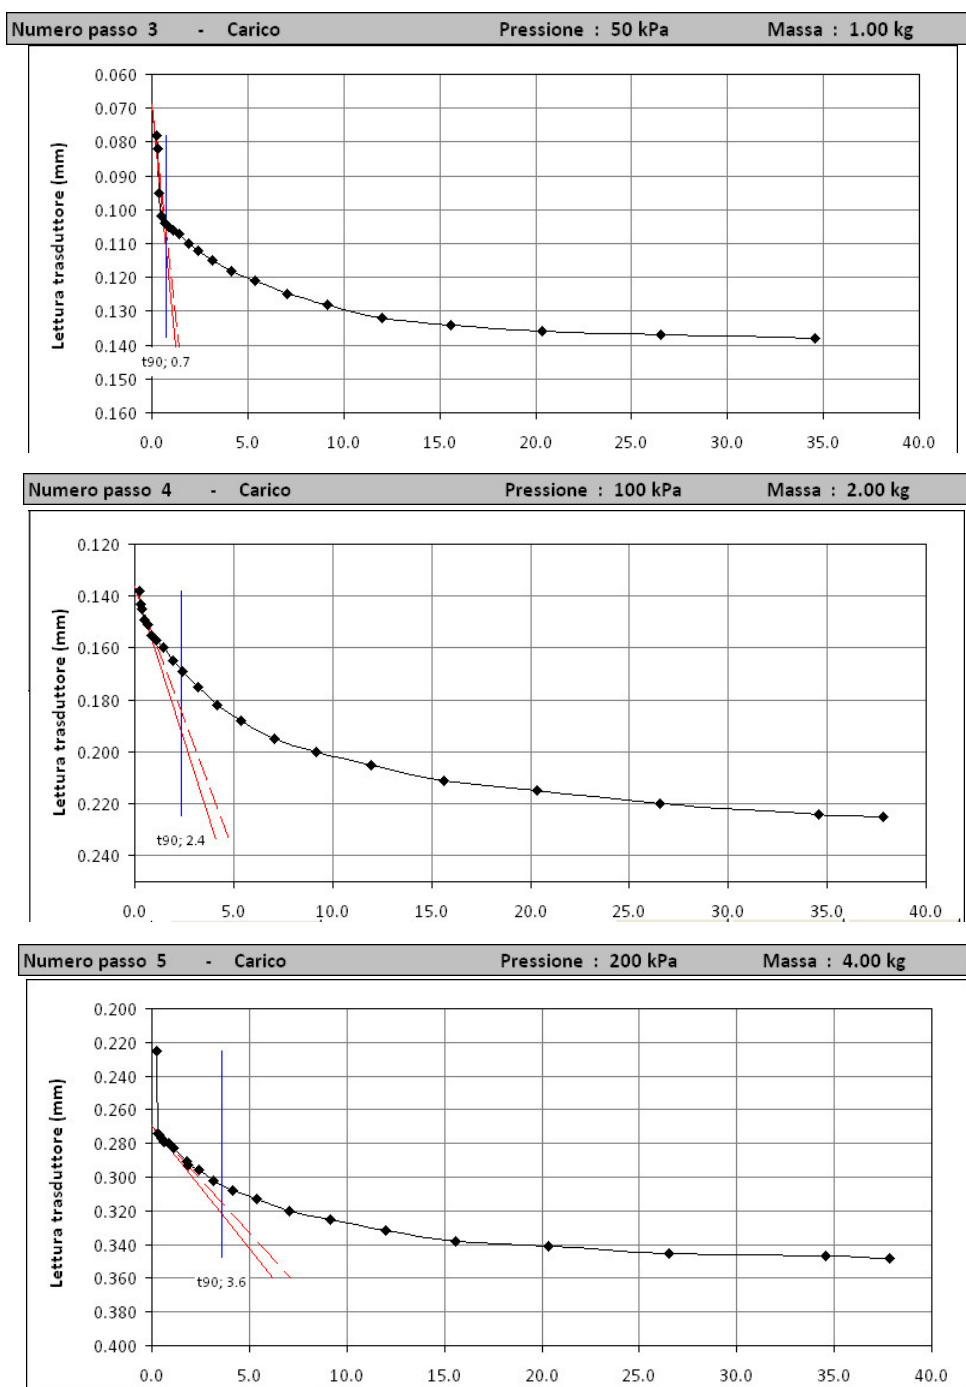 Numero passo 3 - Carico Pressione : 50 kPa Massa : 1.00 kg
0.060
0.070
0.080
0.090
0.100
0.110
0.120
0.130
0.140
0.150
0.160
Lettura trasduttore (mm)
t90; 0.7
0.0 5.0 10.0 15.0 20.0 25.0 30.0 35.0 40.0
Numero passo 4 - Carico Pressione : 100 kPa Massa : 2.00 kg
0.120
0.140
0.160
0.180
0.200
0.220
0.240
Lettura trasduttore (mm)
t90; 2.4
0.0 5.0 10.0 15.0 20.0 25.0 30.0 35.0 40.0
Numero passo 5 - Carico Pressione : 200 kPa Massa : 4.00 kg
0.200
0.220
0.240
0.260
0.280
0.300
0.320
0.340
0.360
0.380
0.400
Lettura trasduttore (mm)
t90; 3.6
0.0 5.0 10.0 15.0 20.0 25.0 30.0 35.0 40.0